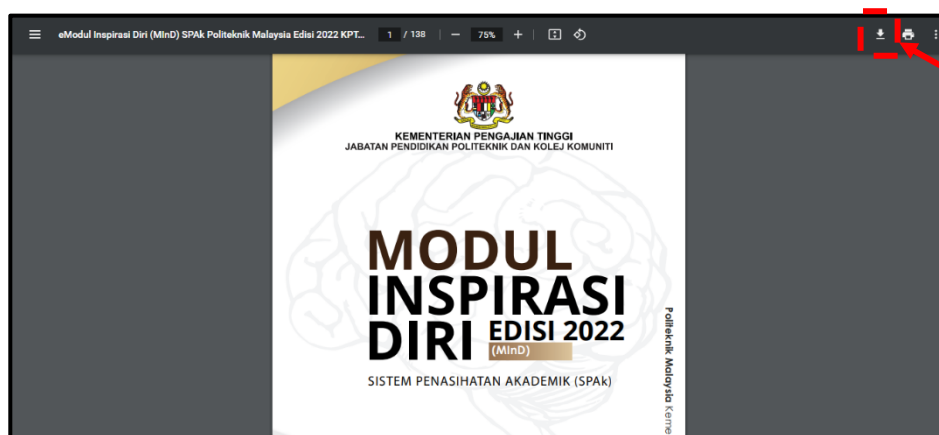 eModul Inspirasi Diri (MInD) SPAk Politeknik Malaysia Edisi 2022 KPT... 1 / 138 75%
KEMENTERIAN PENGAJIAN TINGGI
JABATAN PENDIDIKAN POLITEKNIK DAN KOLEJ KOMUNITI
MODUL
INSPIRASI
DIRI EDISI 2022
(MInD)
SISTEM PENASIHATAN AKADEMIK (SPAk)
Politeknik Malaysia Keme